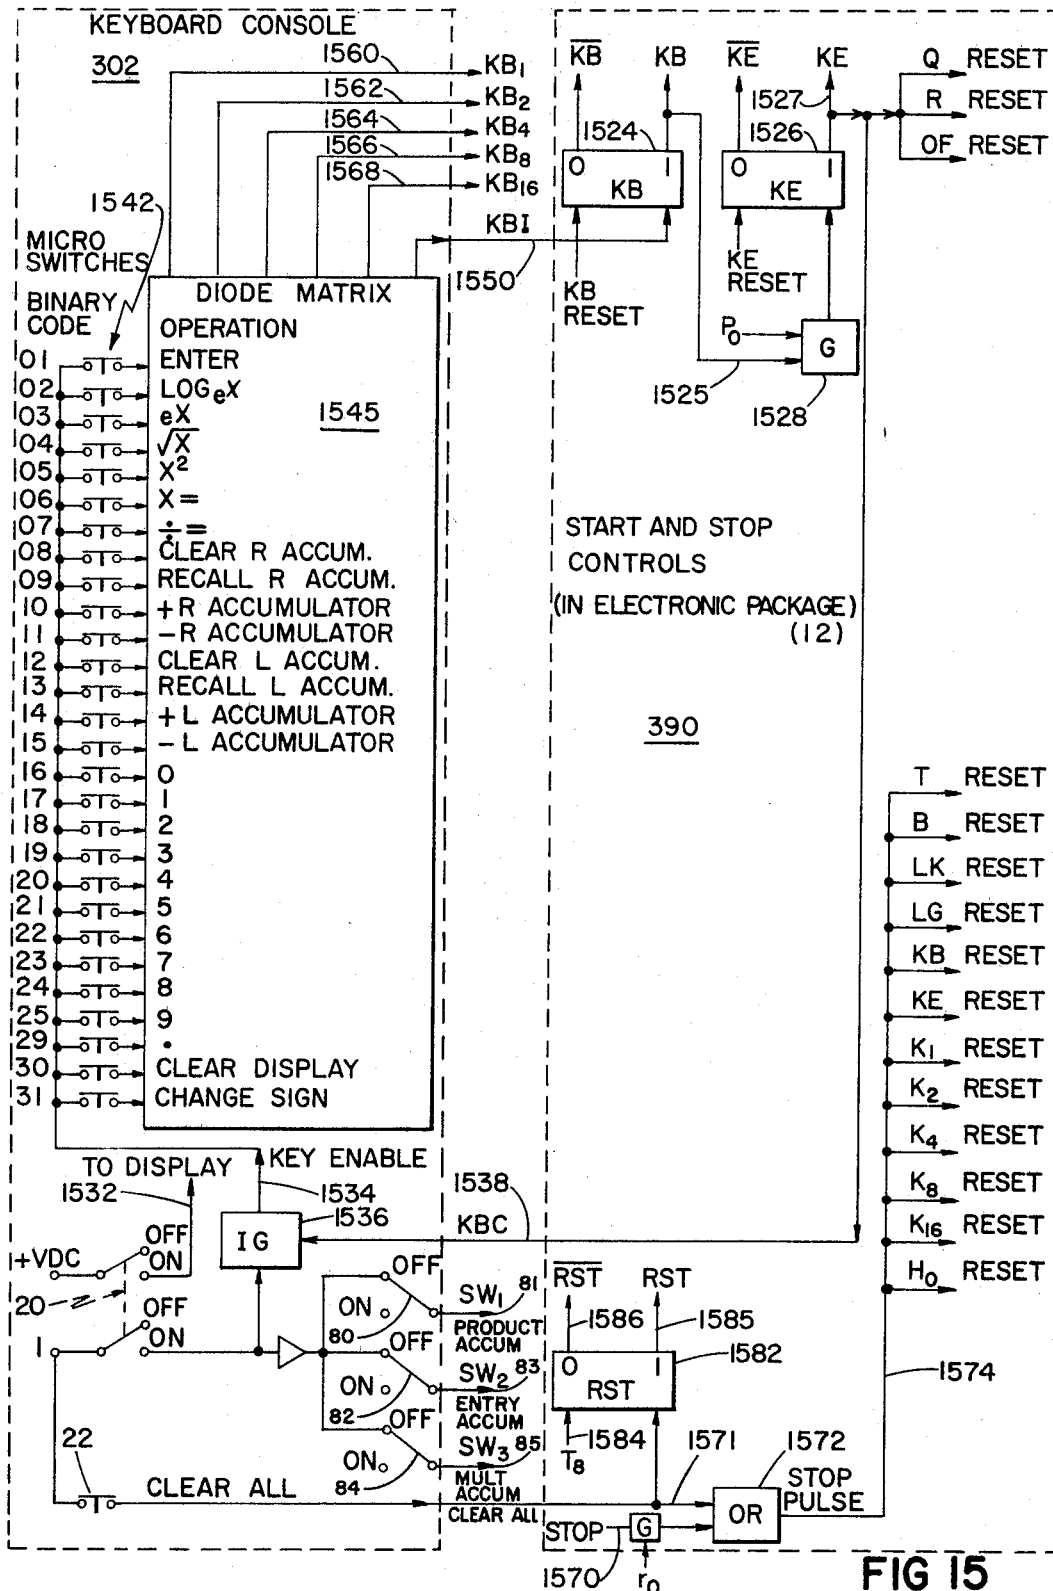 KEYBOARD CONSOLE
302
1560
KB1
1562
KB2
1564
KB4
1566
KB8
1568
KB16
KBI
1550
1542
MICRO
SWITCHES
BINARY
CODE
DIODE MATRIX
OPERATION
1545
01 ENTER
02 LOGeX
03 eX
04 √X
05 X²
06 X=
07 ÷=
08 CLEAR R ACCUM.
09 RECALL R ACCUM.
10 +R ACCUMULATOR
11 -R ACCUMULATOR
12 CLEAR L ACCUM.
13 RECALL L ACCUM.
14 +L ACCUMULATOR
15 -L ACCUMULATOR
16 0
17 1
18 2
19 3
20 4
21 5
22 6
23 7
24 8
25 9
29 •
30 CLEAR DISPLAY
31 CHANGE SIGN
TO DISPLAY
1532
KEY ENABLE
1534
1536
IG
1538
KBC
+VDC
OFF
ON
20
OFF
ON
1
OFF
ON
80
SW1 81
PRODUCT
ACCUM
ON
82
SW2 83
ENTRY
ACCUM
OFF
ON
84
SW3 85
MULT
ACCUM
22
CLEAR ALL
CLEAR ALL
K̅B̅
KB
K̅E̅
KE
1527
1524
1526
0 1
KB
0 1
KE
KB
RESET
KE
RESET
P0
G
1525
1528
Q RESET
R RESET
OF RESET
START AND STOP
CONTROLS
(IN ELECTRONIC PACKAGE)
(12)
390
T RESET
B RESET
LK RESET
LG RESET
KB RESET
KE RESET
K1 RESET
K2 RESET
K4 RESET
K8 RESET
K16 RESET
H0 RESET
R̅S̅T̅
RST
1586
1585
0 1
RST
1582
1574
1584
T8
1571
1572
STOP
PULSE
OR
STOP
G
1570
r0
FIG 15